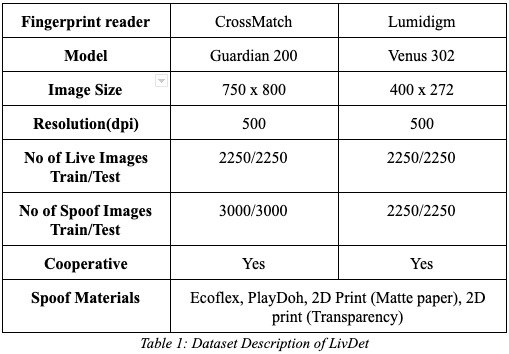 Fingerprint reader CrossMatch Lumidigm
Model Guardian 200 Venus 302
Image Size 750 x 800 400 x 272
Resolution(dpi) 500 500
No of Live Images
Train/Test 2250/2250 2250/2250
No of Spoof Images
Train/Test 3000/3000 2250/2250
Cooperative Yes Yes
Spoof Materials Ecoflex, PlayDoh, 2D Print (Matte paper), 2D
print (Transparency)
Table 1: Dataset Description of LivDet